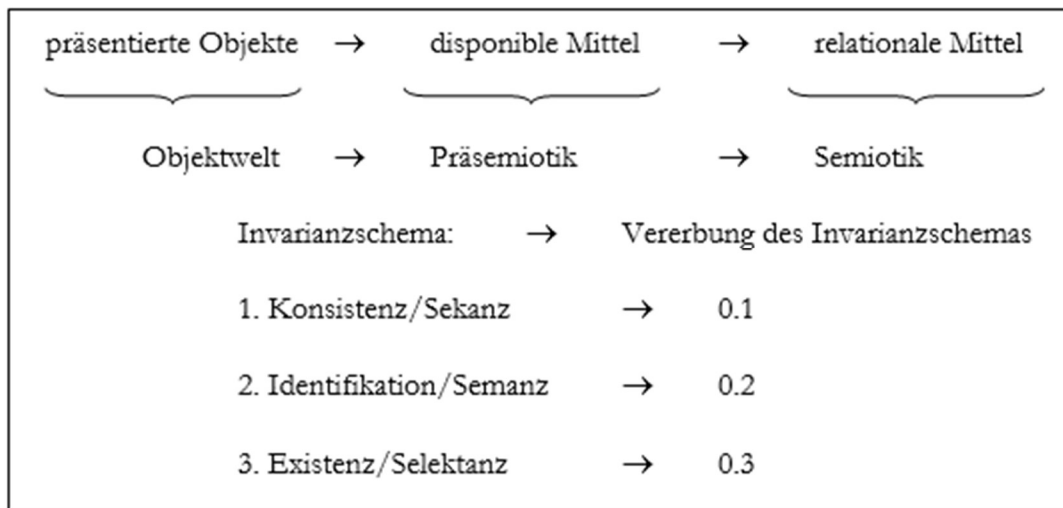 präsentierte Objekte → disponible Mittel → relationale Mittel
Objektwelt → Präsemiotik → Semiotik
Invarianzschema: → Vererbung des Invarianzschemas
1. Konsistenz/Sekanz → 0.1
2. Identifikation/Semanz → 0.2
3. Existenz/Selektanz → 0.3